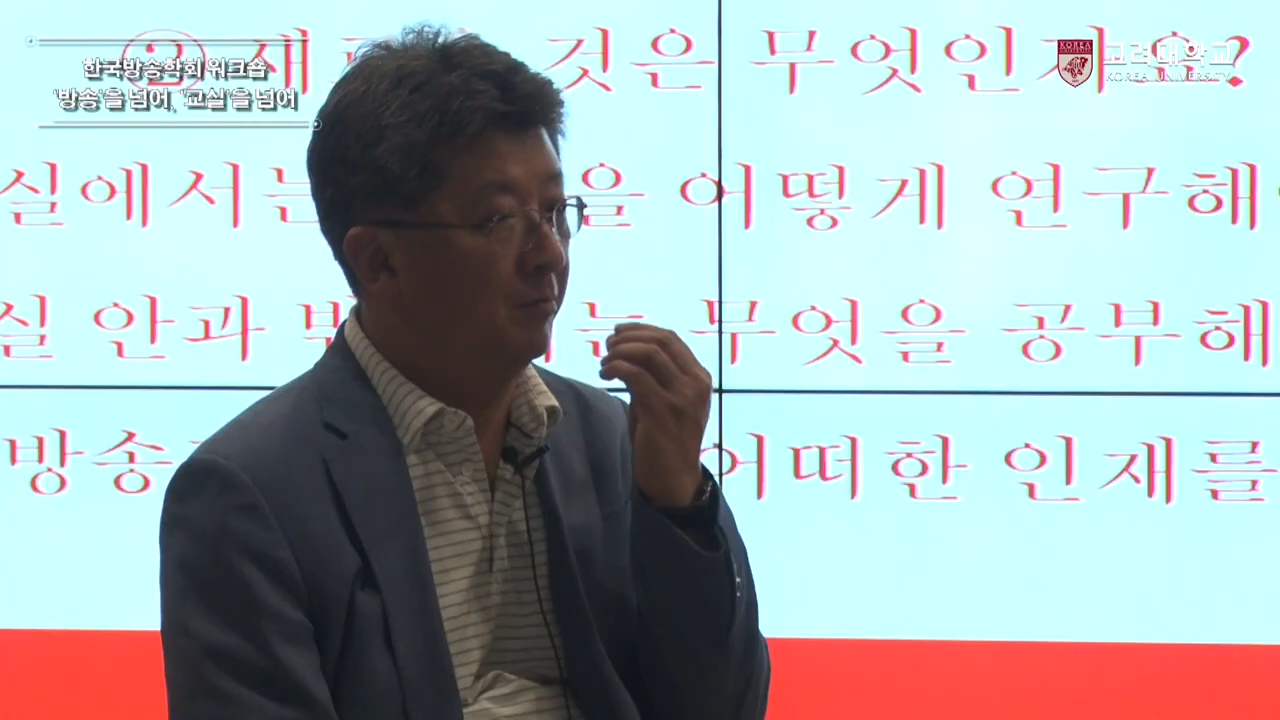 한국방송학회 워크숍
'방송'을 넘어, '교실'을 넘어
KOREA
고려대학교
KOREA UNIVERSITY
② 것은 무엇인가요?
실에서는 을 어떻게 연구해
실 안과 는 무엇을 공부해
방송 어떠한 인재를